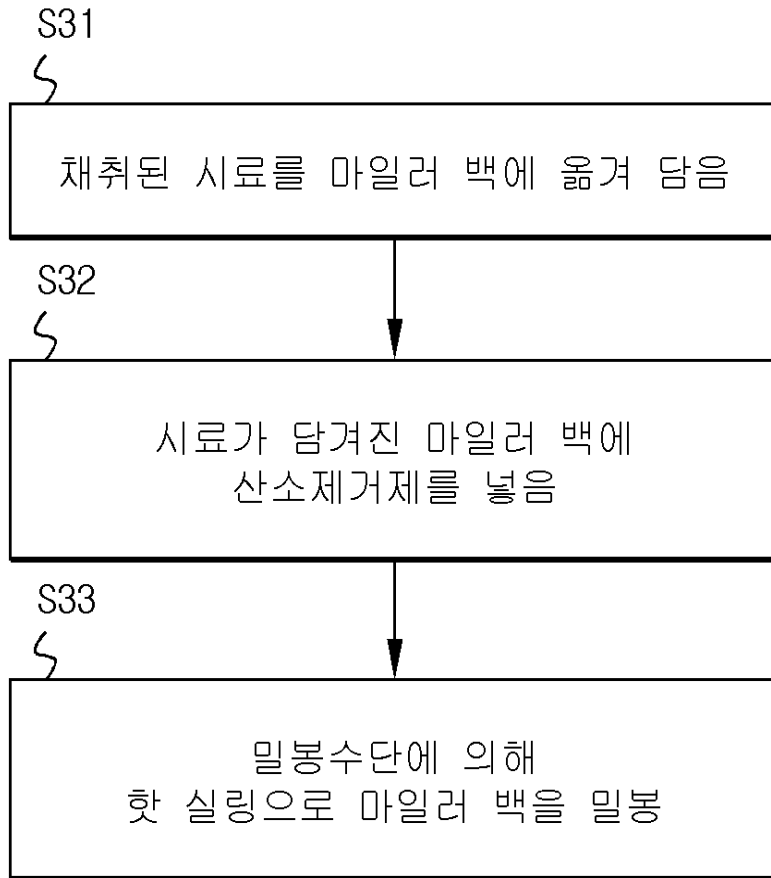 S31
채취된 시료를 마일러 백에 옮겨 담음
S32
시료가 담겨진 마일러 백에
산소제거제를 넣음
S33
밀봉수단에 의해
핫 실링으로 마일러 백을 밀봉